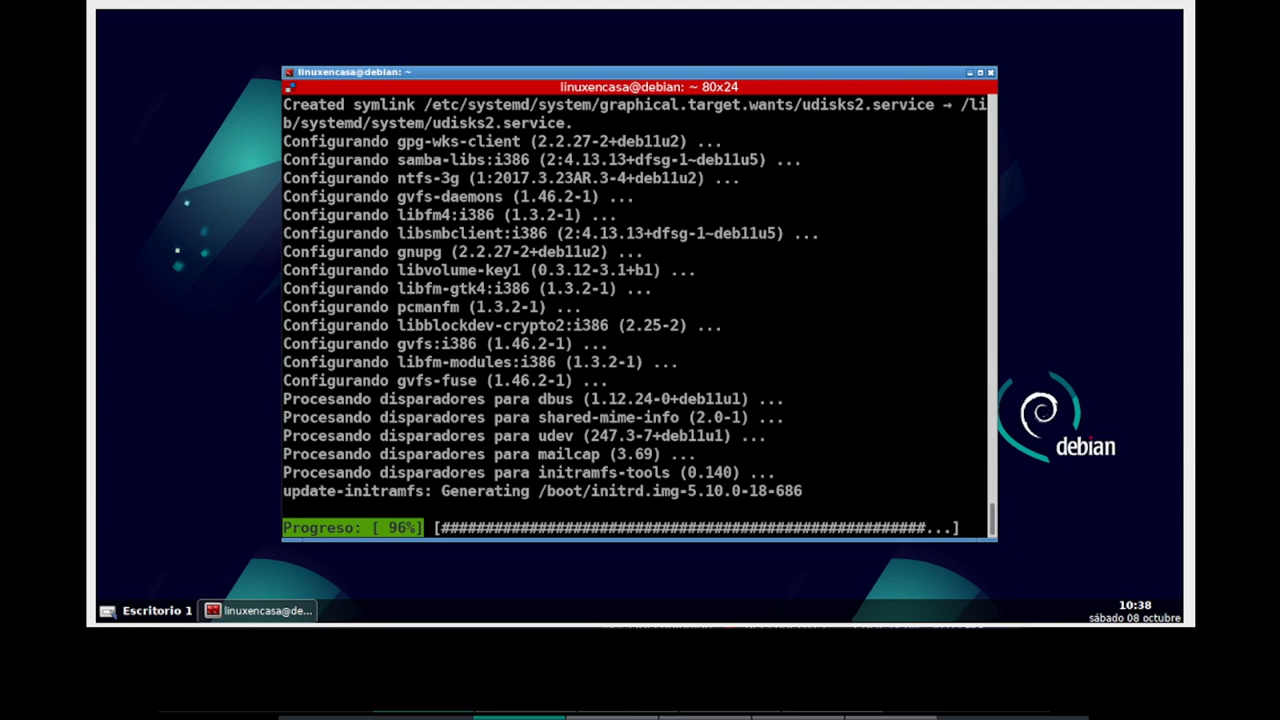 linuxencasa@debian: ~
linuxencasa@debian: ~ 80x24
Created symlink /etc/systemd/system/graphical.target.wants/udisks2.service → /li
b/systemd/system/udisks2.service.
Configurando gpg-wks-client (2.2.27-2+deb11u2) ...
Configurando samba-libs:i386 (2:4.13.13+dfsg-1~deb11u5) ...
Configurando ntfs-3g (1:2017.3.23AR.3-4+deb11u2) ...
Configurando gvfs-daemons (1.46.2-1) ...
Configurando libfm4:i386 (1.3.2-1) ...
Configurando libsmbclient:i386 (2:4.13.13+dfsg-1~deb11u5) ...
Configurando gnupg (2.2.27-2+deb11u2) ...
Configurando libvolume-key1 (0.3.12-3.1+b1) ...
Configurando libfm-gtk4:i386 (1.3.2-1) ...
Configurando pcmanfm (1.3.2-1) ...
Configurando libblockdev-crypto2:i386 (2.25-2) ...
Configurando gvfs:i386 (1.46.2-1) ...
Configurando libfm-modules:i386 (1.3.2-1) ...
Configurando gvfs-fuse (1.46.2-1) ...
Procesando disparadores para dbus (1.12.24-0+deb11u1) ...
Procesando disparadores para shared-mime-info (2.0-1) ...
Procesando disparadores para udev (247.3-7+deb11u1) ...
Procesando disparadores para mailcap (3.69) ...
Procesando disparadores para initramfs-tools (0.140) ...
update-initramfs: Generating /boot/initrd.img-5.10.0-18-686
Progreso: [ 96%] [#######################################################...]
debian
Escritorio 1
linuxencasa@de...
10:38
sábado 08 octubre